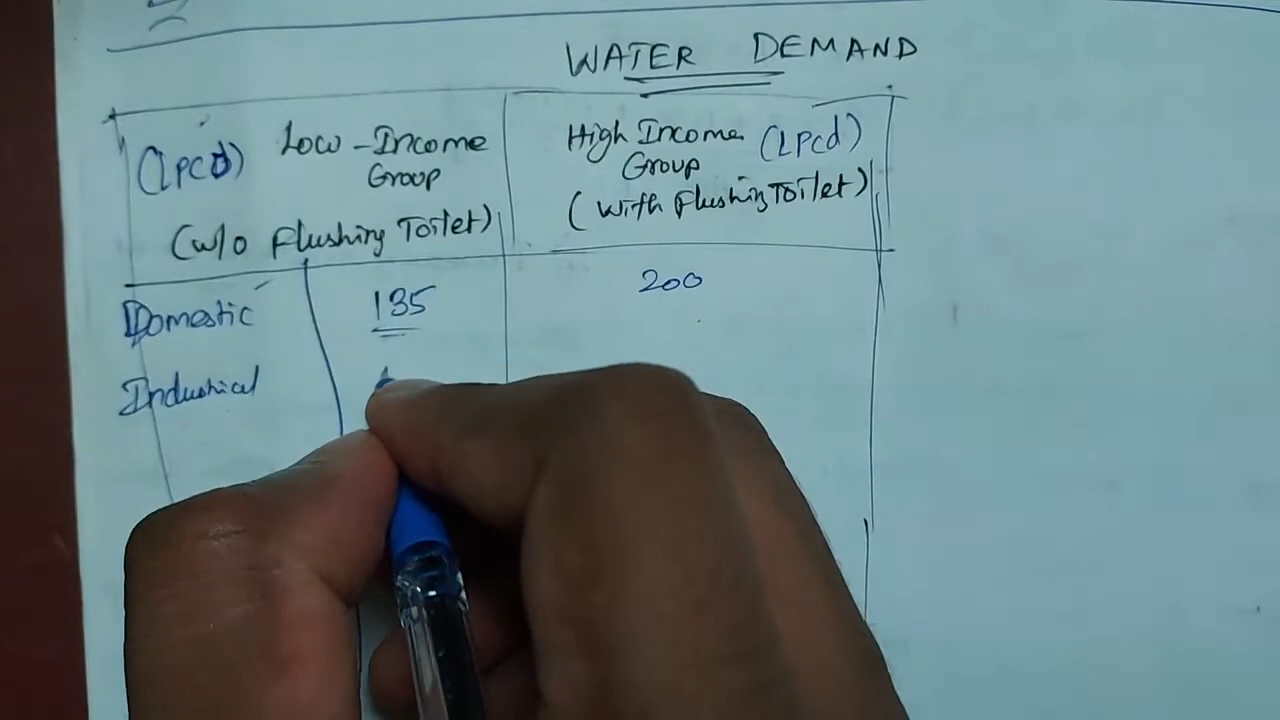 WATER DEMAND
(LPCd) Low-Income Group
(w/o Flushing Toilet)
High Income (LPcd)
Group
(With Flushing Toilet)
Domestic 135 200
Industrial